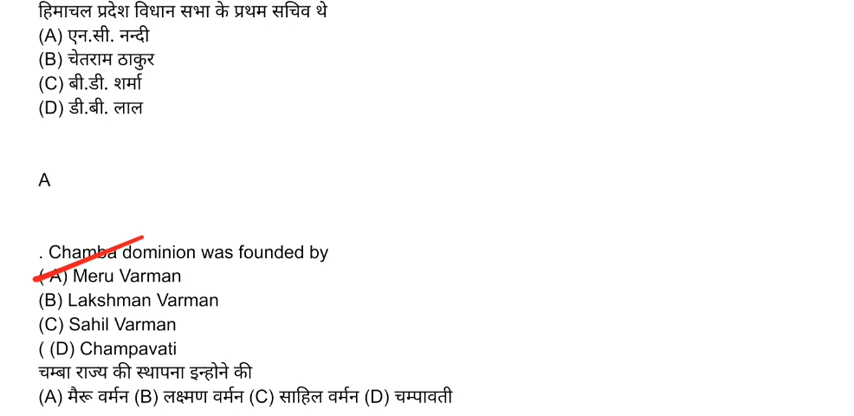 हिमाचल प्रदेश विधान सभा के प्रथम सचिव थे
(A) एन.सी. नन्दी
(B) चेतराम ठाकुर
(C) बी.डी. शर्मा
(D) डी.बी. लाल
A
. Chamba dominion was founded by
( A) Meru Varman
(B) Lakshman Varman
(C) Sahil Varman
( (D) Champavati
चम्बा राज्य की स्थापना इन्होने की
(A) मैरू वर्मन (B) लक्ष्मण वर्मन (C) साहिल वर्मन (D) चम्पावती